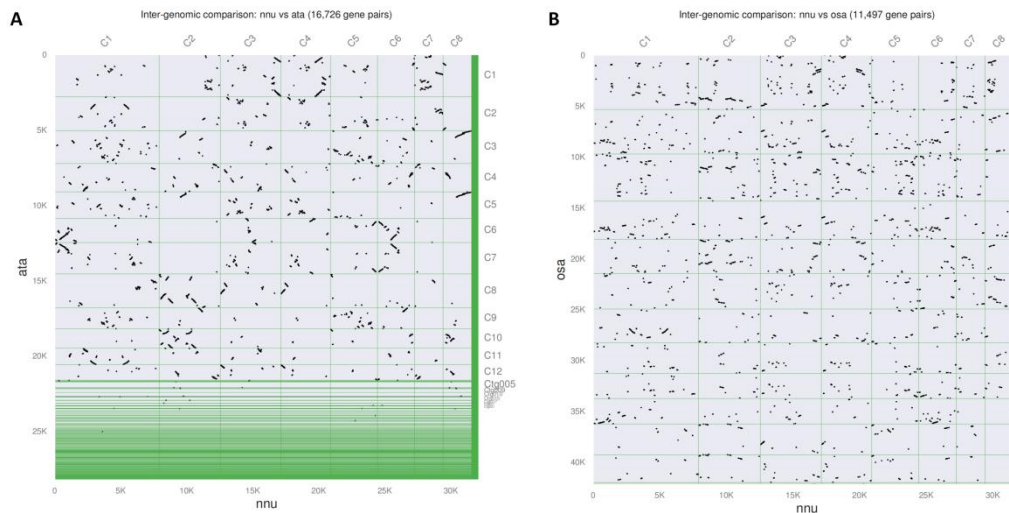 A
Inter-genomic comparison: nnu vs ata (16,726 gene pairs)
C1 C2 C3 C4 C5 C6 C7 C8
0
5K
10K
15K
20K
25K
ata
C1
C2
C3
C4
C5
C6
C7
C8
C9
C10
C11
C12
Ctg005
0 5K 10K 15K 20K 25K 30K
nnu
B
Inter-genomic comparison: nnu vs osa (11,497 gene pairs)
C1 C2 C3 C4 C5 C6 C7 C8
0
5K
10K
15K
20K
25K
30K
35K
40K
osa
0 5K 10K 15K 20K 25K 30K
nnu